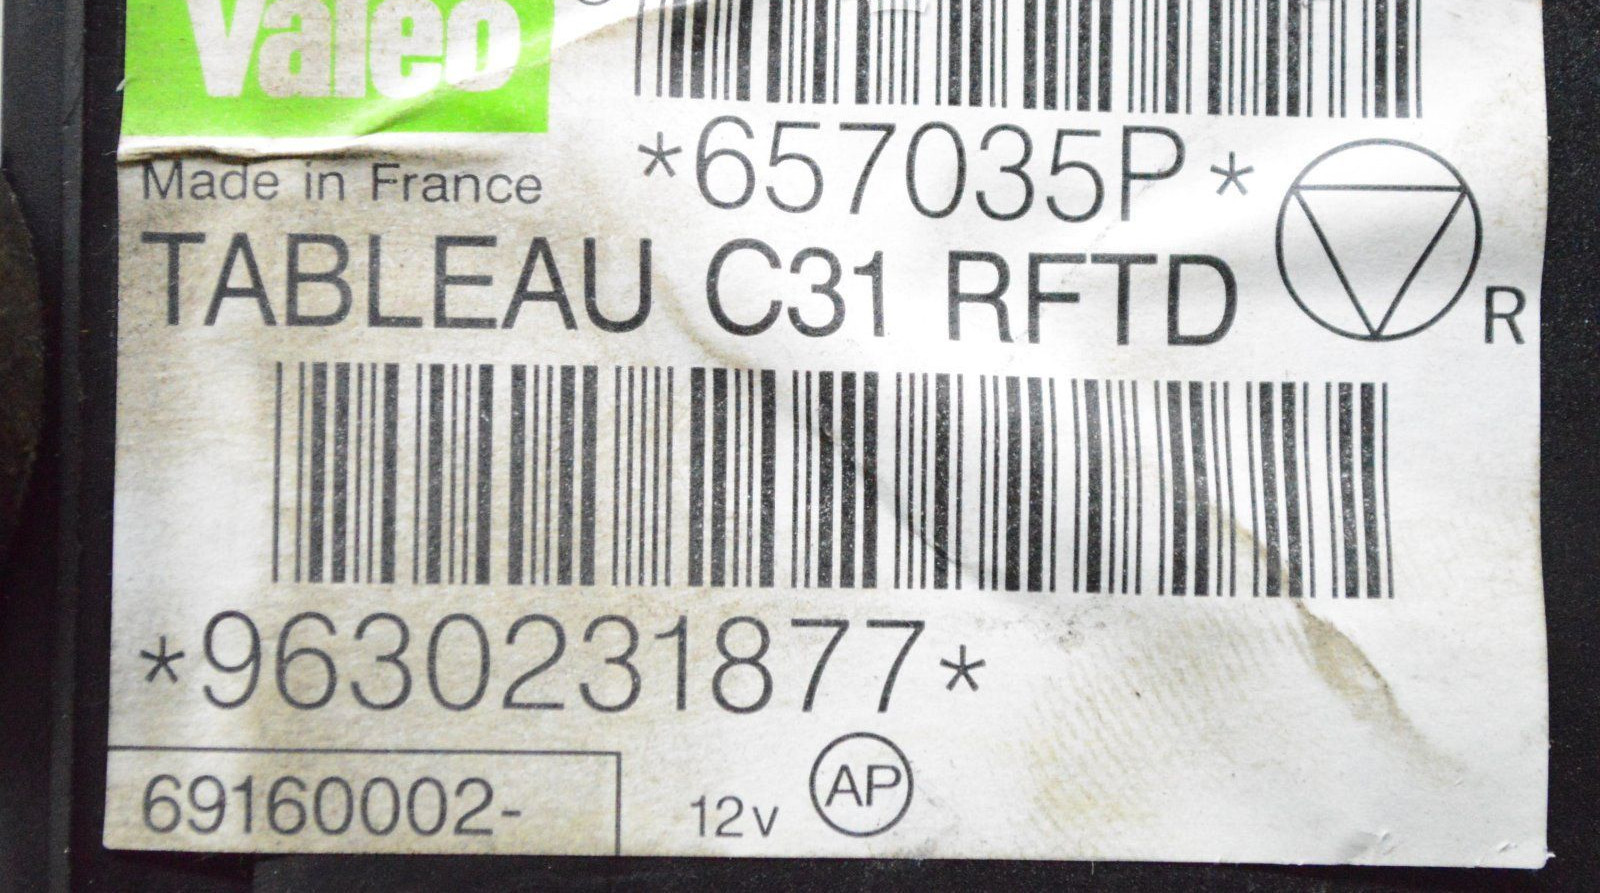 Valeo
*657035P*
Made in France
TABLEAU C31 RFTD
R
*9630231877*
69160002-
12v
AP